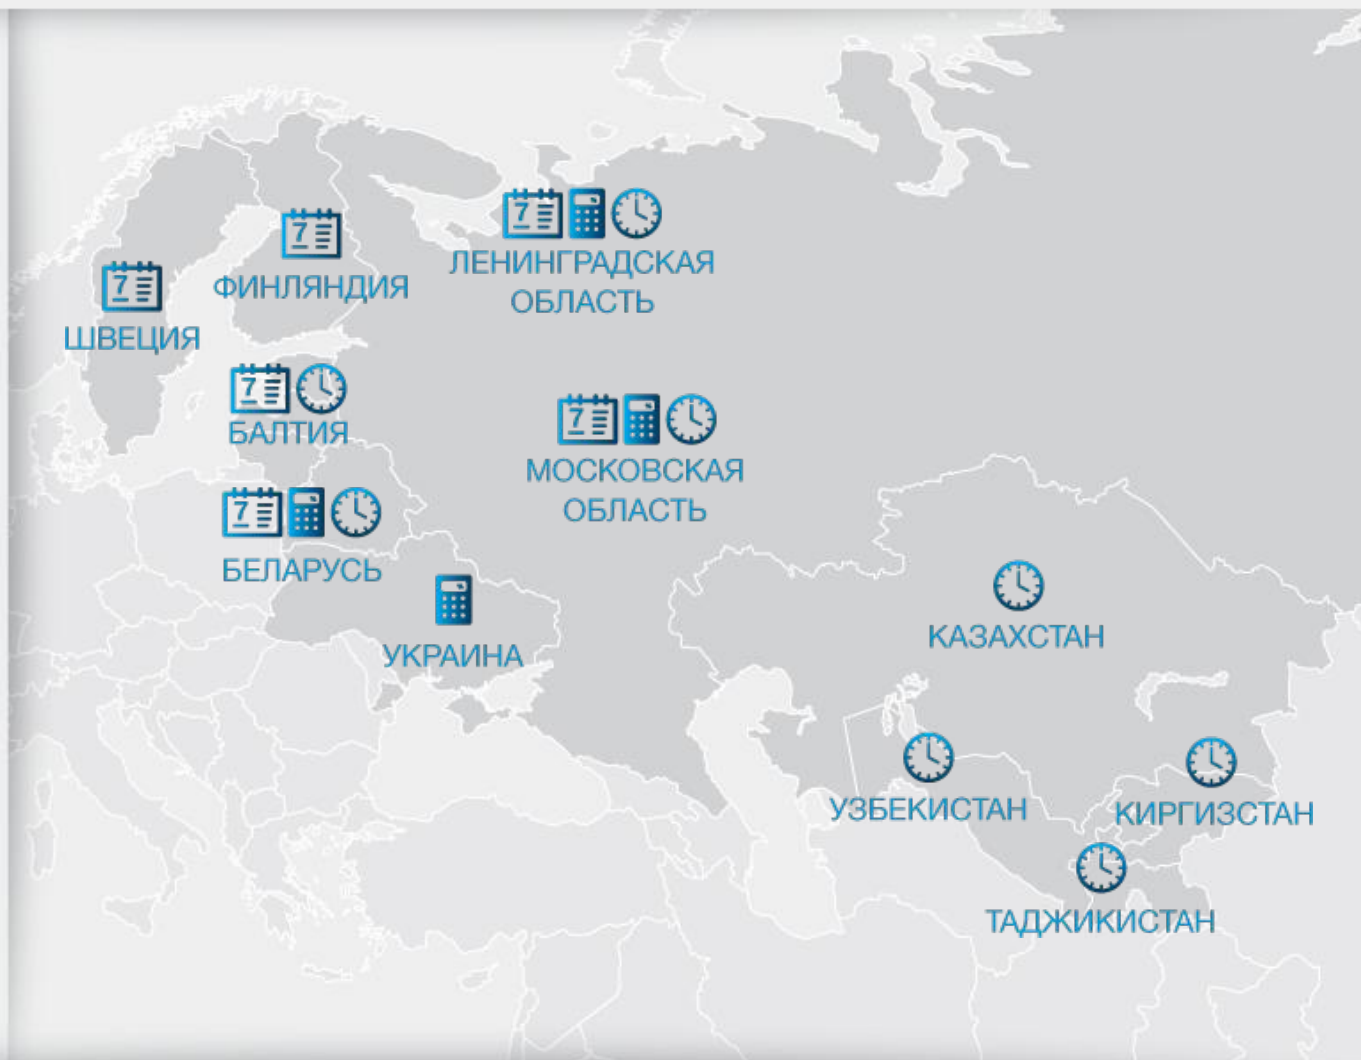 7
ЛЕНИНГРАДСКАЯ
ОБЛАСТЬ
7
ФИНЛЯНДИЯ
7
ШВЕЦИЯ
7
БАЛТИЯ
7
МОСКОВСКАЯ
ОБЛАСТЬ
7
БЕЛАРУСЬ
УКРАИНА
КАЗАХСТАН
УЗБЕКИСТАН
КИРГИЗСТАН
ТАДЖИКИСТАН